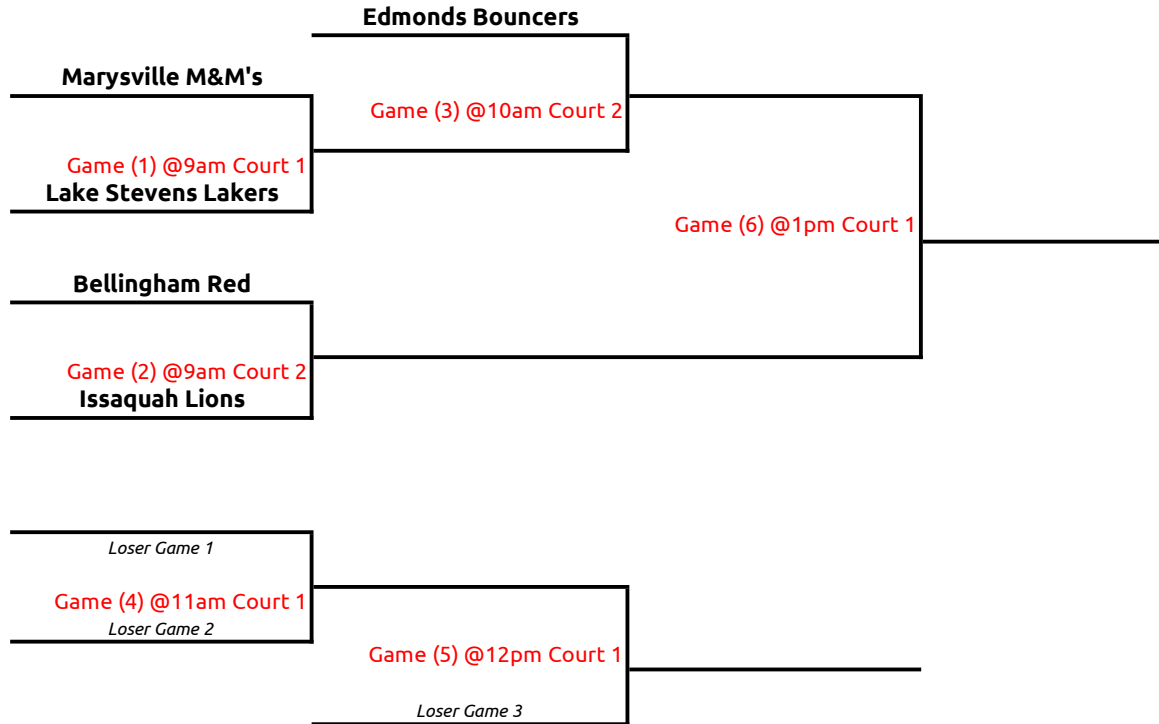 Edmonds Bouncers
Marysville M&M's
Game (3) @10am Court 2
Game (1) @9am Court 1
Lake Stevens Lakers
Game (6) @1pm Court 1
Bellingham Red
Game (2) @9am Court 2
Issaquah Lions
Loser Game 1
Game (4) @11am Court 1
Loser Game 2
Game (5) @12pm Court 1
Loser Game 3